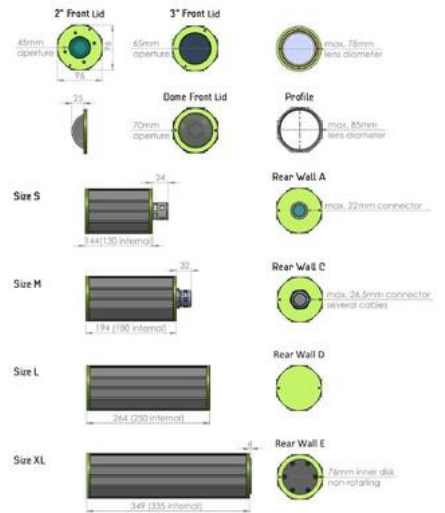 2" Front Lid
3" Front Lid
45mm
aperture
96
96
65mm
aperture
max. 78mm
lens diameter
25
Dome Front Lid
70mm
aperture
Profile
max. 85mm
lens diameter
Size S
34
144(130 internal)
Rear Wall A
max. 22mm connector
Size M
32
194 (180 internal)
Rear Wall C
max. 26.5mm connector
several cables
Size L
264 (250 internal)
Rear Wall D
Size XL
4
349 (335 internal)
Rear Wall E
76mm inner disk
non-rotating